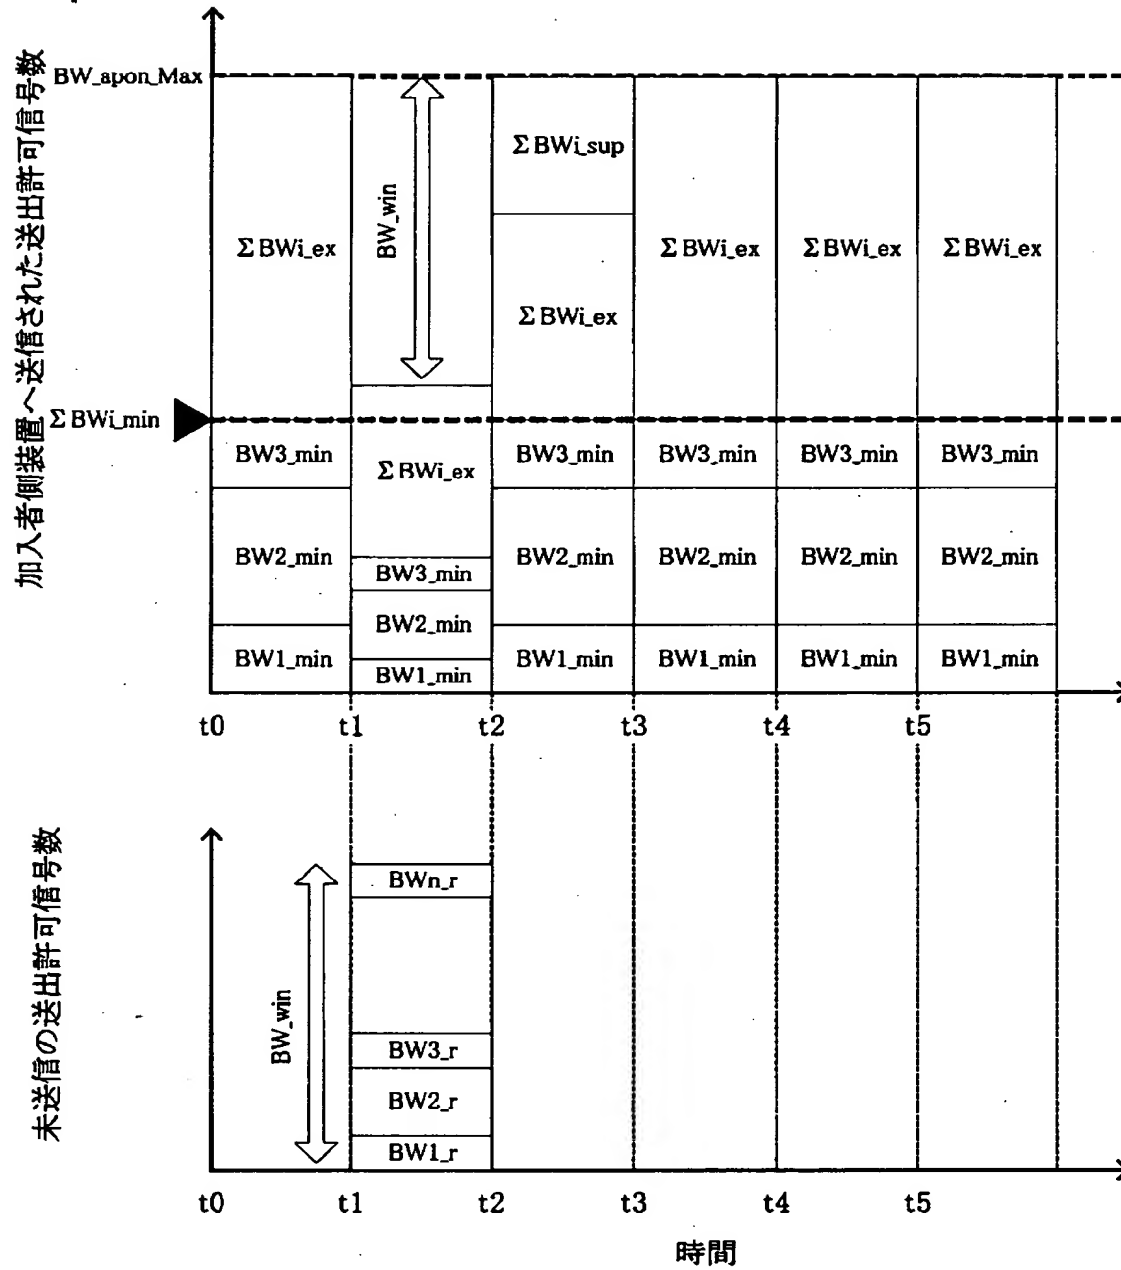 加入者側装置へ送信された送出許可信号数
BW_apon_Max
ΣBWi_min
ΣBWi_ex
BW3_min
BW2_min
BW1_min
BW_win
ΣBWi_ex
BW3_min
BW2_min
BW1_min
ΣBWi_sup
ΣBWi_ex
BW3_min
BW2_min
BW1_min
ΣBWi_ex
BW3_min
BW2_min
BW1_min
ΣBWi_ex
BW3_min
BW2_min
BW1_min
ΣBWi_ex
BW3_min
BW2_min
BW1_min
t0 t1 t2 t3 t4 t5
未送信の送出許可信号数
BW_win
BWn_r
BW3_r
BW2_r
BW1_r
t0 t1 t2 t3 t4 t5
時間